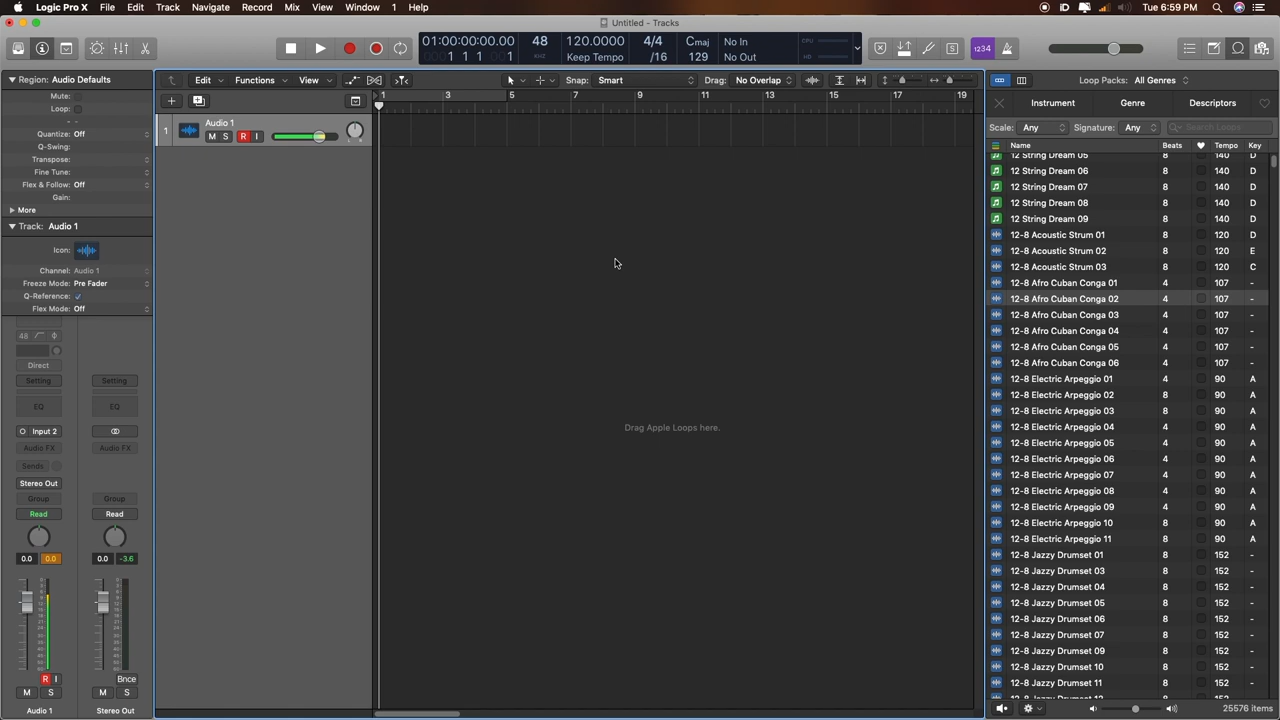 Logic Pro X File Edit Track Navigate Record Mix View Window 1 Help Tue 6:59 PM
Untitled - Tracks
01:00:00:00.00 48 120.0000 4/4 Cmaj No In CPU
1 1 1 1 KHZ Keep Tempo /16 129 No Out HD
1234
Region: Audio Defaults
Mute:
Loop:
- -
Quantize: Off
Q-Swing:
Transpose:
Fine Tune:
Flex & Follow: Off
Gain:
More
Track: Audio 1
Icon:
Channel: Audio 1
Freeze Mode: Pre Fader
Q-Reference:
Flex Mode: Off
48
Direct
Setting Setting
EQ EQ
Input 2
Audio FX Audio FX
Sends
Stereo Out
Group Group
Read Read
0.0 0.0 0.0 -3.6
R I Bnce
M S M S
Audio 1 Stereo Out
Edit Functions View Snap: Smart Drag: No Overlap
1 3 5 7 9 11 13 15 17 19
1 Audio 1
M S R I
Drag Apple Loops here.
Loop Packs: All Genres
Instrument Genre Descriptors
Scale: Any Signature: Any Search Loops
Name Beats Tempo Key
12 String Dream 05 8 140 D
12 String Dream 06 8 140 D
12 String Dream 07 8 140 D
12 String Dream 08 8 140 D
12 String Dream 09 8 140 D
12-8 Acoustic Strum 01 8 120 D
12-8 Acoustic Strum 02 8 120 E
12-8 Acoustic Strum 03 8 120 C
12-8 Afro Cuban Conga 01 4 107 -
12-8 Afro Cuban Conga 02 4 107 -
12-8 Afro Cuban Conga 03 4 107 -
12-8 Afro Cuban Conga 04 4 107 -
12-8 Afro Cuban Conga 05 4 107 -
12-8 Afro Cuban Conga 06 4 107 -
12-8 Electric Arpeggio 01 4 90 A
12-8 Electric Arpeggio 02 4 90 A
12-8 Electric Arpeggio 03 4 90 A
12-8 Electric Arpeggio 04 4 90 A
12-8 Electric Arpeggio 05 4 90 A
12-8 Electric Arpeggio 06 4 90 A
12-8 Electric Arpeggio 07 4 90 A
12-8 Electric Arpeggio 08 4 90 A
12-8 Electric Arpeggio 09 4 90 A
12-8 Electric Arpeggio 10 8 90 A
12-8 Electric Arpeggio 11 8 90 A
12-8 Jazzy Drumset 01 8 152 -
12-8 Jazzy Drumset 03 8 152 -
12-8 Jazzy Drumset 04 8 152 -
12-8 Jazzy Drumset 05 8 152 -
12-8 Jazzy Drumset 06 8 152 -
12-8 Jazzy Drumset 07 8 152 -
12-8 Jazzy Drumset 09 8 152 -
12-8 Jazzy Drumset 10 8 152 -
12-8 Jazzy Drumset 11 8 152 -
25576 items